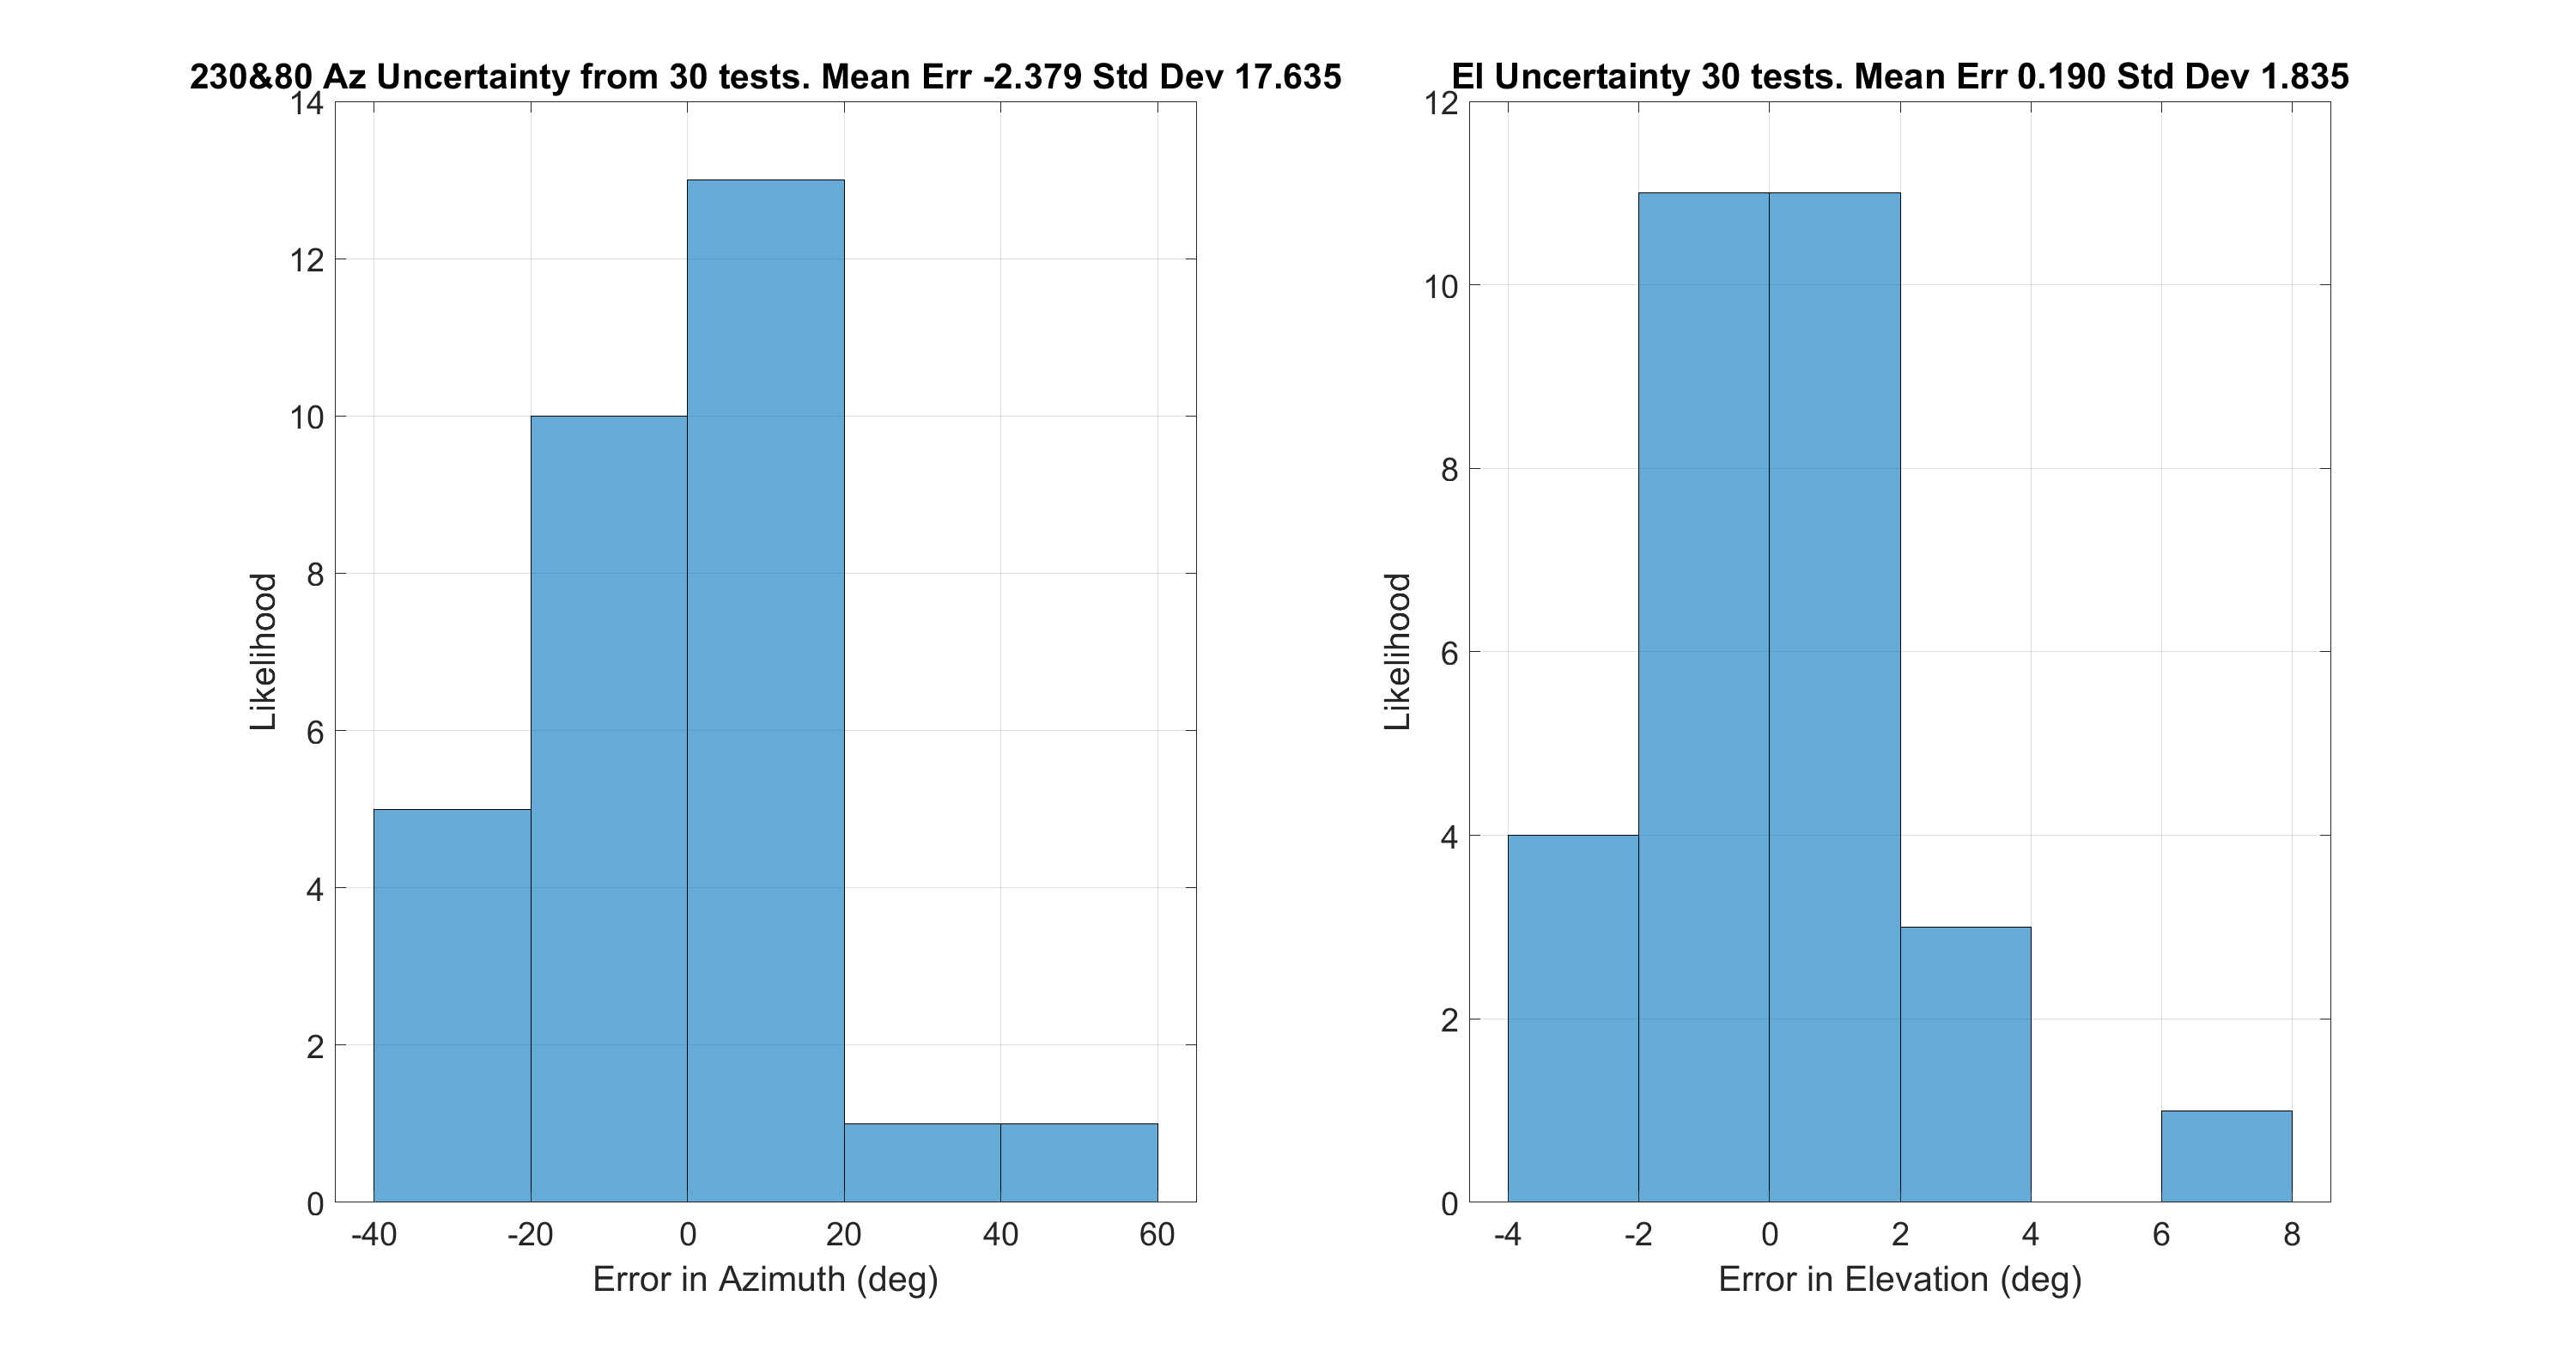 230&80 Az Uncertainty from 30 tests. Mean Err -2.379 Std Dev 17.635
14
12
10
8
6
4
2
0
Likelihood
-40 -20 0 20 40 60
Error in Azimuth (deg)
El Uncertainty 30 tests. Mean Err 0.190 Std Dev 1.835
12
10
8
6
4
2
0
Likelihood
-4 -2 0 2 4 6 8
Error in Elevation (deg)